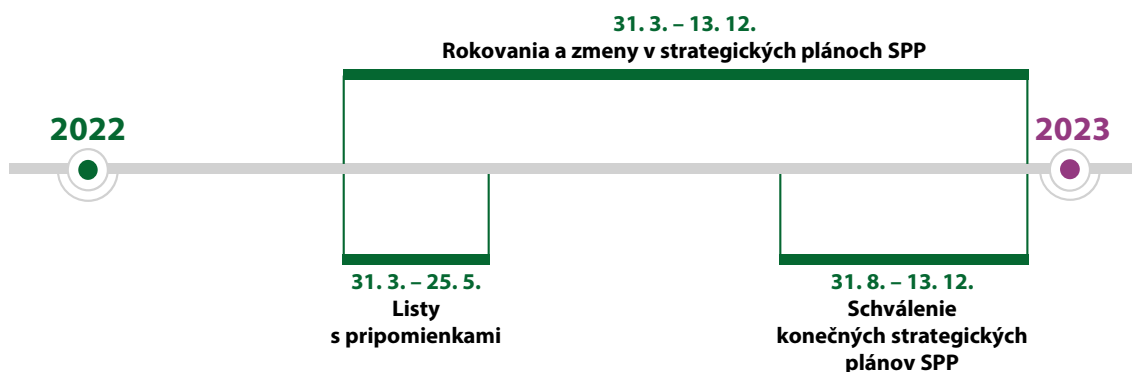 31. 3. – 13. 12.
Rokovania a zmeny v strategických plánoch SPP
2022
2023
31. 3. – 25. 5.
Listy
s pripomienkami
31. 8. – 13. 12.
Schválenie
konečných strategických
plánov SPP